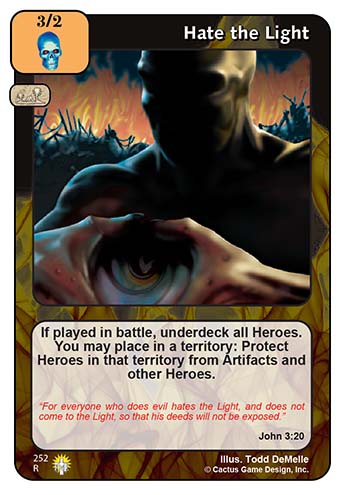 3/2
Hate the Light
If played in battle, underdeck all Heroes.
You may place in a territory: Protect
Heroes in that territory from Artifacts and
other Heroes.
"For everyone who does evil hates the Light, and does not
come to the Light, so that his deeds will not be exposed."
John 3:20
252
R
Illus. Todd DeMelle
© Cactus Game Design, Inc.